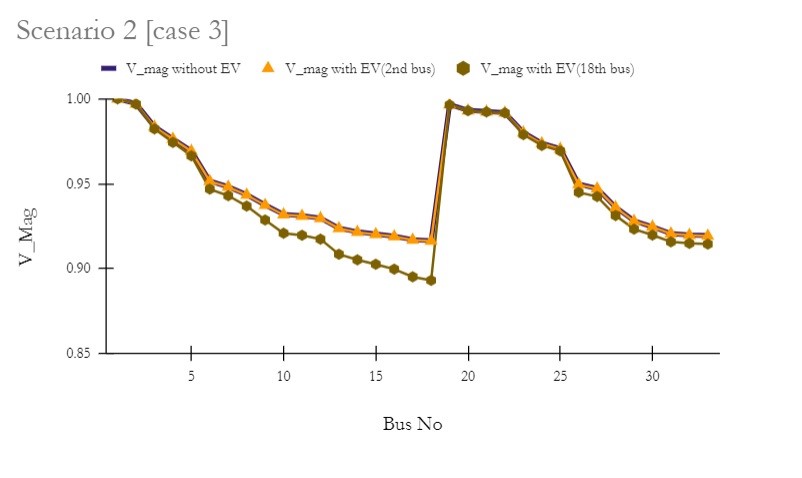 Scenario 2 [case 3]
V_mag without EV
V_mag with EV(2nd bus)
V_mag with EV(18th bus)
1.00
0.95
0.90
0.85
V_Mag
5
10
15
20
25
30
Bus No